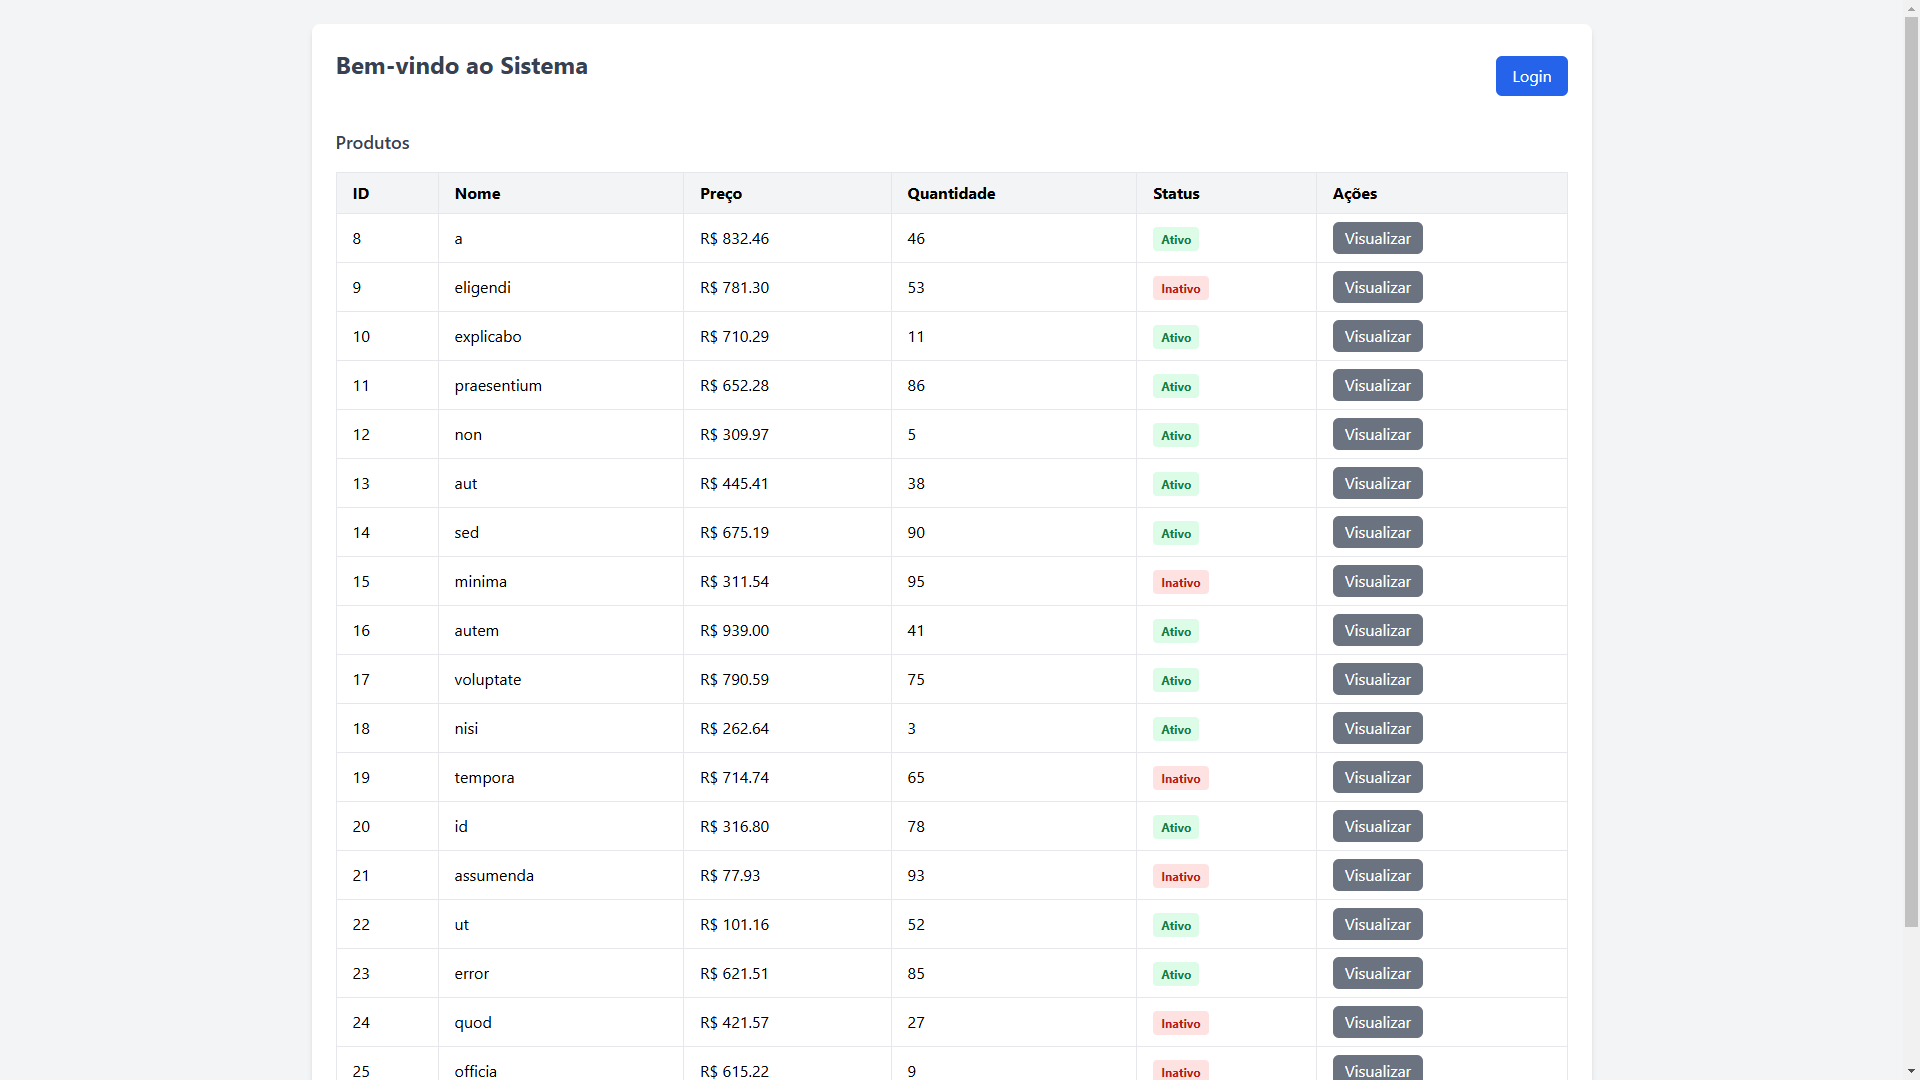 Bem-vindo ao Sistema
Login
Produtos
ID Nome Preço Quantidade Status Ações
8 a R$ 832.46 46 Ativo Visualizar
9 eligendi R$ 781.30 53 Inativo Visualizar
10 explicabo R$ 710.29 11 Ativo Visualizar
11 praesentium R$ 652.28 86 Ativo Visualizar
12 non R$ 309.97 5 Ativo Visualizar
13 aut R$ 445.41 38 Ativo Visualizar
14 sed R$ 675.19 90 Ativo Visualizar
15 minima R$ 311.54 95 Inativo Visualizar
16 autem R$ 939.00 41 Ativo Visualizar
17 voluptate R$ 790.59 75 Ativo Visualizar
18 nisi R$ 262.64 3 Ativo Visualizar
19 tempora R$ 714.74 65 Inativo Visualizar
20 id R$ 316.80 78 Ativo Visualizar
21 assumenda R$ 77.93 93 Inativo Visualizar
22 ut R$ 101.16 52 Ativo Visualizar
23 error R$ 621.51 85 Ativo Visualizar
24 quod R$ 421.57 27 Inativo Visualizar
25 officia R$ 615.22 9 Inativo Visualizar